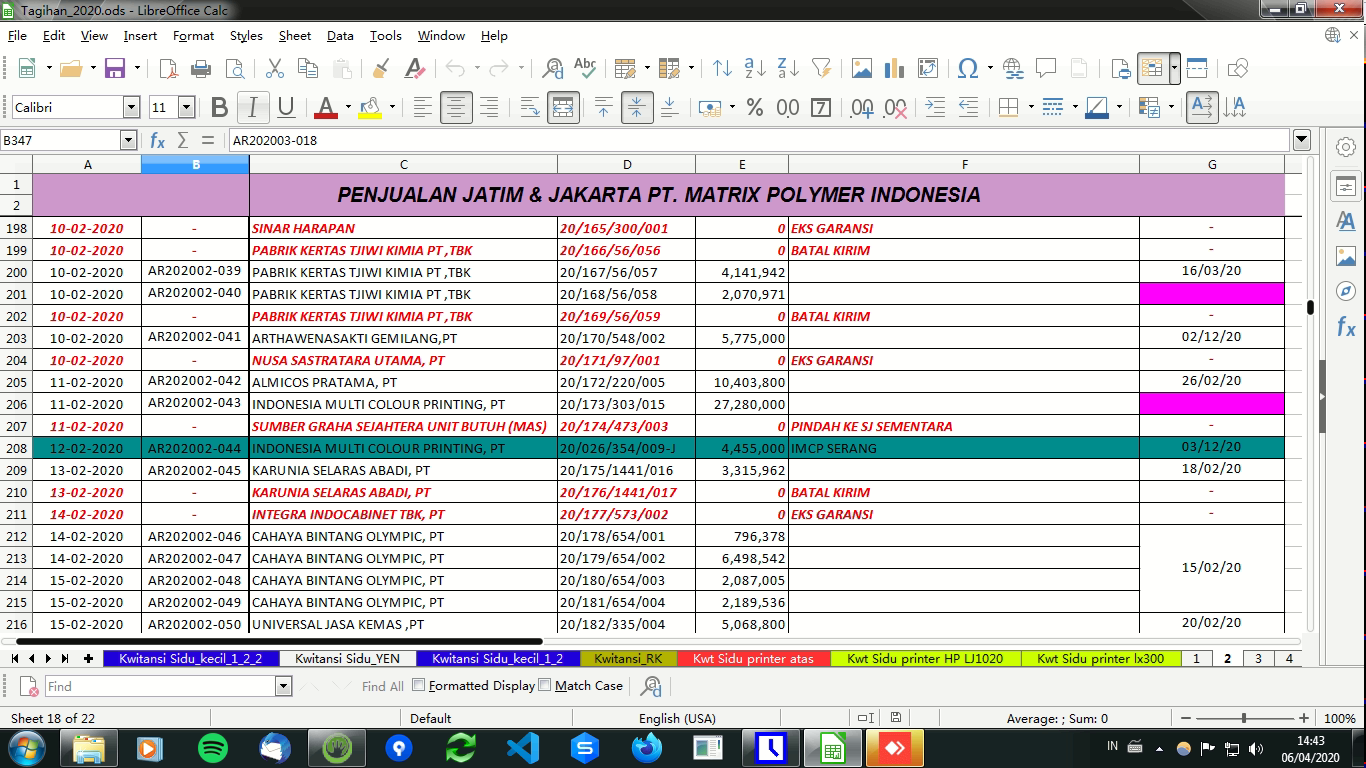 Tagihan_2020.ods - LibreOffice Calc
File Edit View Insert Format Styles Sheet Data Tools Window Help
Calibri 11
B347 AR202003-018
A B C D E F G
1
2 PENJUALAN JATIM & JAKARTA PT. MATRIX POLYMER INDONESIA
198 10-02-2020 - SINAR HARAPAN 20/165/300/001 0 EKS GARANSI -
199 10-02-2020 - PABRIK KERTAS TJIWI KIMIA PT ,TBK 20/166/56/056 0 BATAL KIRIM -
200 10-02-2020 AR202002-039 PABRIK KERTAS TJIWI KIMIA PT ,TBK 20/167/56/057 4,141,942 16/03/20
201 10-02-2020 AR202002-040 PABRIK KERTAS TJIWI KIMIA PT ,TBK 20/168/56/058 2,070,971
202 10-02-2020 - PABRIK KERTAS TJIWI KIMIA PT ,TBK 20/169/56/059 0 BATAL KIRIM -
203 10-02-2020 AR202002-041 ARTHAWENASAKTI GEMILANG,PT 20/170/548/002 5,775,000 02/12/20
204 10-02-2020 - NUSA SASTRATARA UTAMA, PT 20/171/97/001 0 EKS GARANSI -
205 11-02-2020 AR202002-042 ALMICOS PRATAMA, PT 20/172/220/005 10,403,800 26/02/20
206 11-02-2020 AR202002-043 INDONESIA MULTI COLOUR PRINTING, PT 20/173/303/015 27,280,000
207 11-02-2020 - SUMBER GRAHA SEJAHTERA UNIT BUTUH (MAS) 20/174/473/003 0 PINDAH KE SJ SEMENTARA -
208 12-02-2020 AR202002-044 INDONESIA MULTI COLOUR PRINTING, PT 20/026/354/009-J 4,455,000 IMCP SERANG 03/12/20
209 13-02-2020 AR202002-045 KARUNIA SELARAS ABADI, PT 20/175/1441/016 3,315,962 18/02/20
210 13-02-2020 - KARUNIA SELARAS ABADI, PT 20/176/1441/017 0 BATAL KIRIM -
211 14-02-2020 - INTEGRA INDOCABINET TBK, PT 20/177/573/002 0 EKS GARANSI -
212 14-02-2020 AR202002-046 CAHAYA BINTANG OLYMPIC, PT 20/178/654/001 796,378
213 14-02-2020 AR202002-047 CAHAYA BINTANG OLYMPIC, PT 20/179/654/002 6,498,542 15/02/20
214 15-02-2020 AR202002-048 CAHAYA BINTANG OLYMPIC, PT 20/180/654/003 2,087,005
215 15-02-2020 AR202002-049 CAHAYA BINTANG OLYMPIC, PT 20/181/654/004 2,189,536
216 15-02-2020 AR202002-050 UNIVERSAL JASA KEMAS ,PT 20/182/335/004 5,068,800 20/02/20
Kwitansi Sidu_kecil_1_2_2 Kwitansi Sidu_YEN Kwitansi Sidu_kecil_1_2 Kwitansi_RK Kwt Sidu printer atas Kwt Sidu printer HP LJ1020 Kwt Sidu printer lx300 1 2 3 4
Find Find All Formatted Display Match Case
Sheet 18 of 22 Default English (USA) Average: ; Sum: 0 100%
IN 14:43
06/04/2020